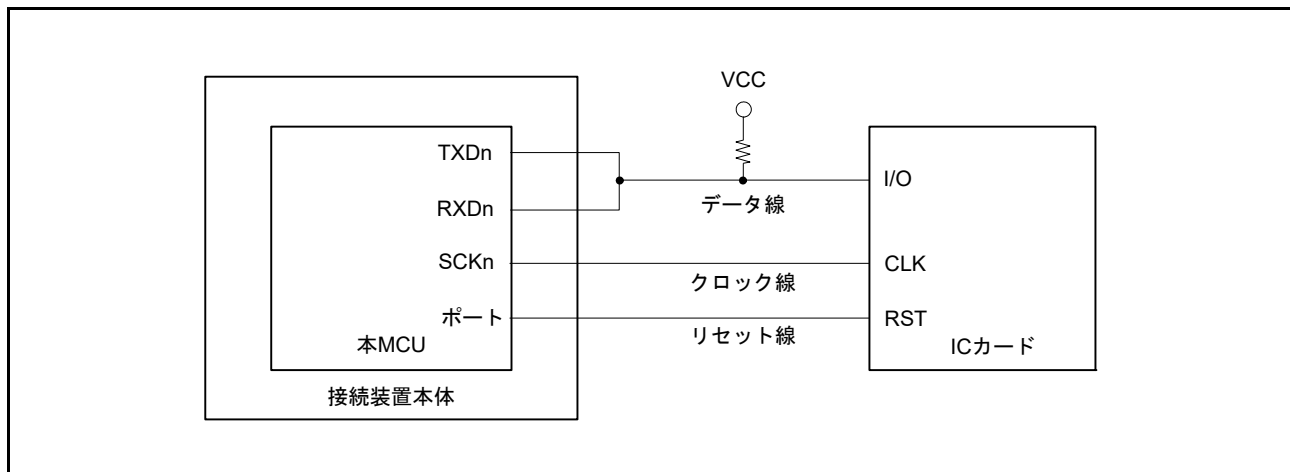 VCC
TXDn
I/O
データ線
RXDn
SCKn
CLK
クロック線
ポート
RST
リセット線
本MCU
ICカード
接続装置本体